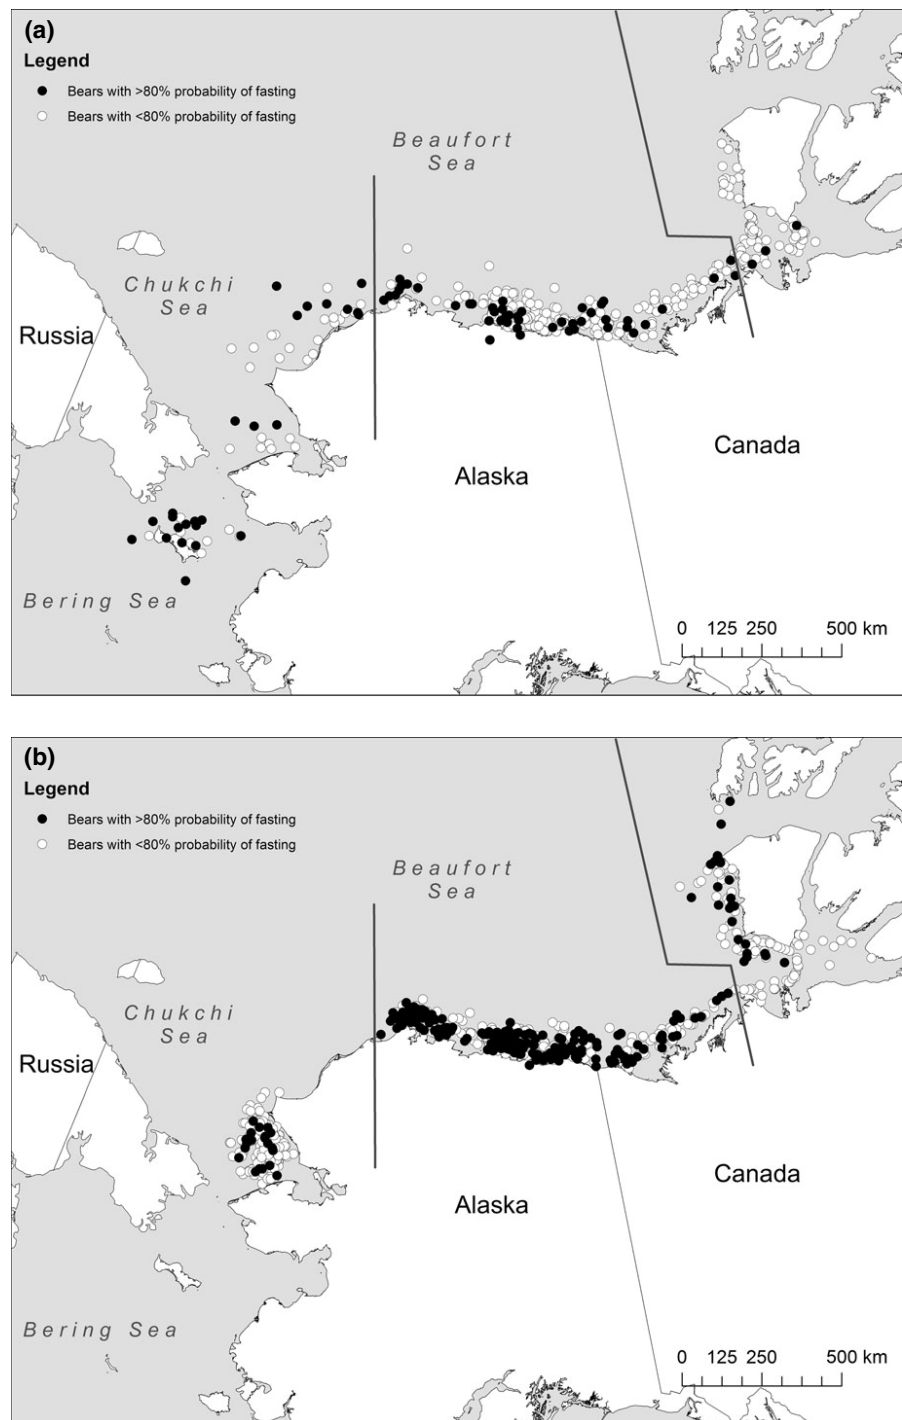 (a)
Legend
Bears with >80% probability of fasting
Bears with <80% probability of fasting
Beaufort
Sea
Chukchi
Sea
Russia
Canada
Alaska
Bering Sea
0 125 250 500 km
(b)
Legend
Bears with >80% probability of fasting
Bears with <80% probability of fasting
Beaufort
Sea
Chukchi
Sea
Russia
Canada
Alaska
Bering Sea
0 125 250 500 km